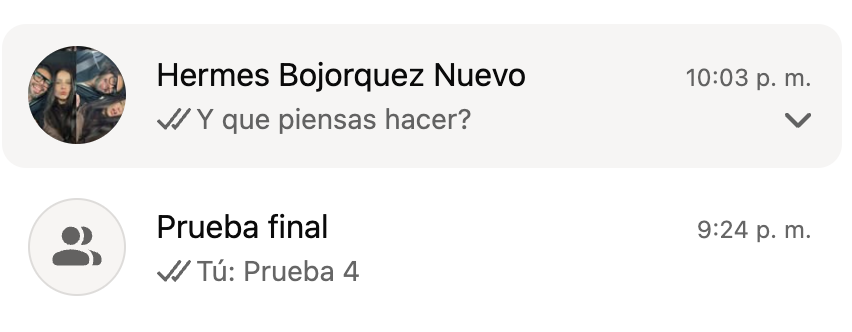 Hermes Bojorquez Nuevo
10:03 p. m.
Y que piensas hacer?
Prueba final
9:24 p. m.
Tú: Prueba 4